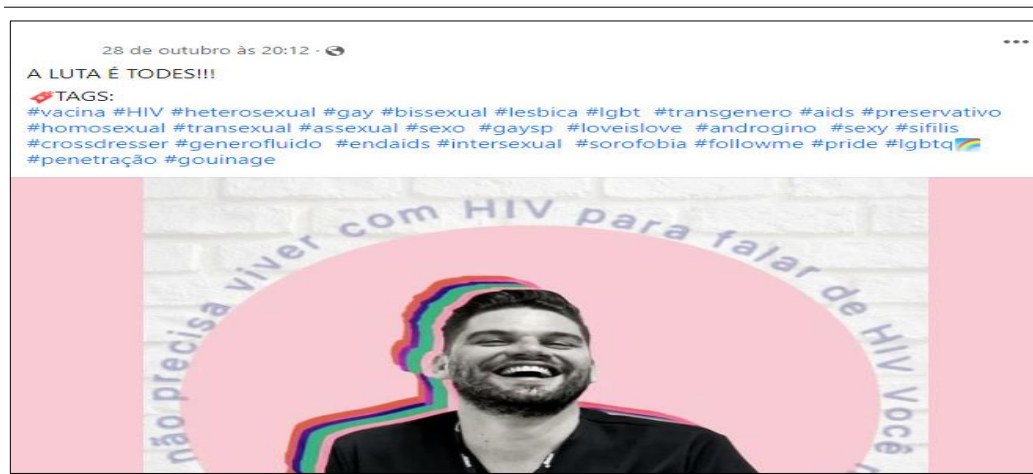 28 de outubro às 20:12 ·
A LUTA É TODES!!!
TAGS:
#vacina #HIV #heterosexual #gay #bissexual #lesbica #lgbt #transgenero #aids #preservativo
#homosexual #transexual #assexual #sexo #gaysp #loveislove #androgino #sexy #sifilis
#crossdresser #generofluido #endaids #intersexual #sorofobia #followme #pride #lgbtq
#penetração #gouinage
não precisa viver com HIV para falar de HIV Você